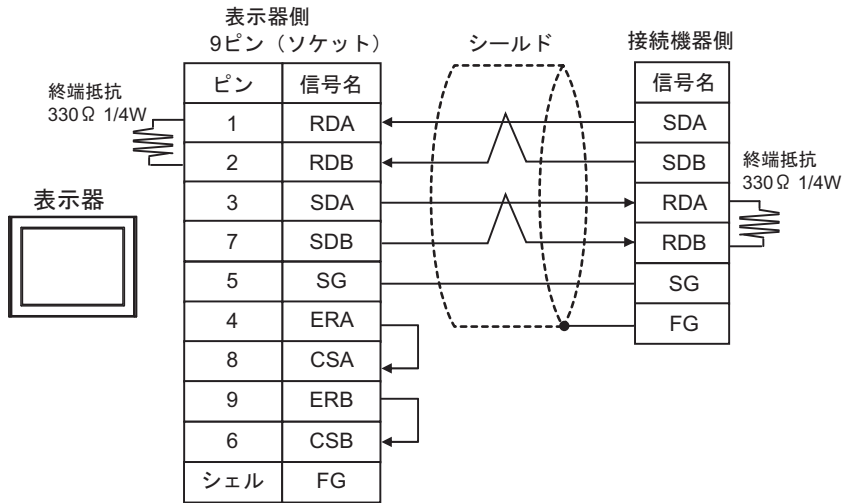 表示器側
9ピン（ソケット）
シールド
接続機器側
終端抵抗
330Ω 1/4W
表示器
ピン 信号名
1 RDA
2 RDB
3 SDA
7 SDB
5 SG
4 ERA
8 CSA
9 ERB
6 CSB
シェル FG
信号名
SDA
SDB
RDA
RDB
SG
FG
終端抵抗
330Ω 1/4W